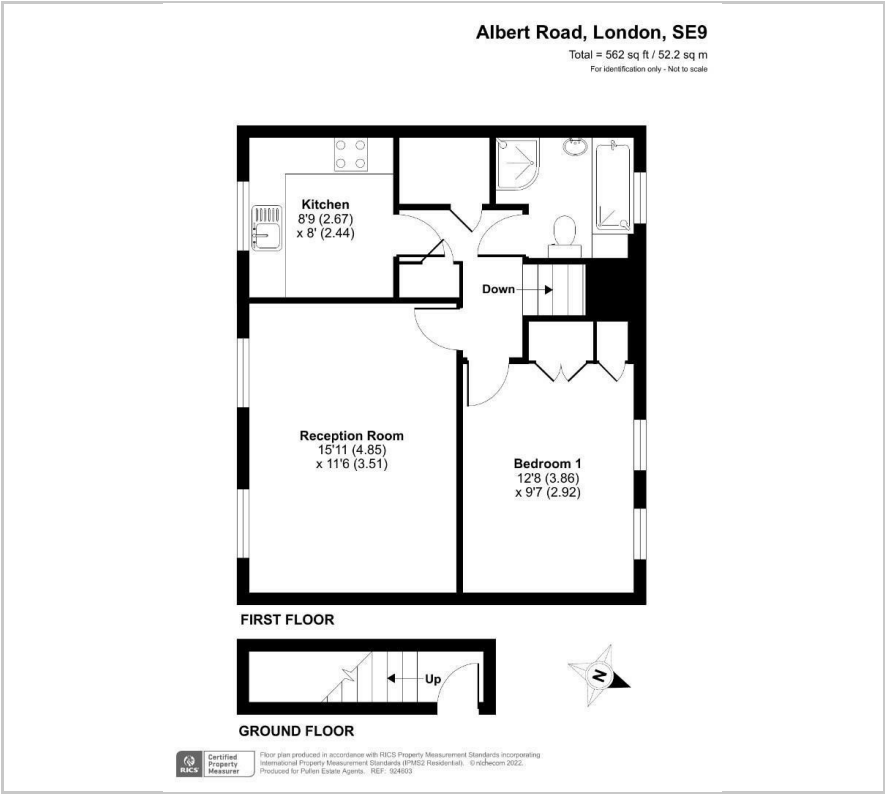 Albert Road, London, SE9
Total = 562 sq ft / 52.2 sq m
For identification only - Not to scale
Kitchen
8'9 (2.67)
x 8' (2.44)
Down
Reception Room
15'11 (4.85)
x 11'6 (3.51)
Bedroom 1
12'8 (3.86)
x 9'7 (2.92)
FIRST FLOOR
Up
N
GROUND FLOOR
RICS
Certified
Property
Measurer
Floor plan produced in accordance with RICS Property Measurement Standards incorporating
International Property Measurement Standards (IPMS2 Residential). © nichecom 2022.
Produced for Pullen Estate Agents. REF: 924603